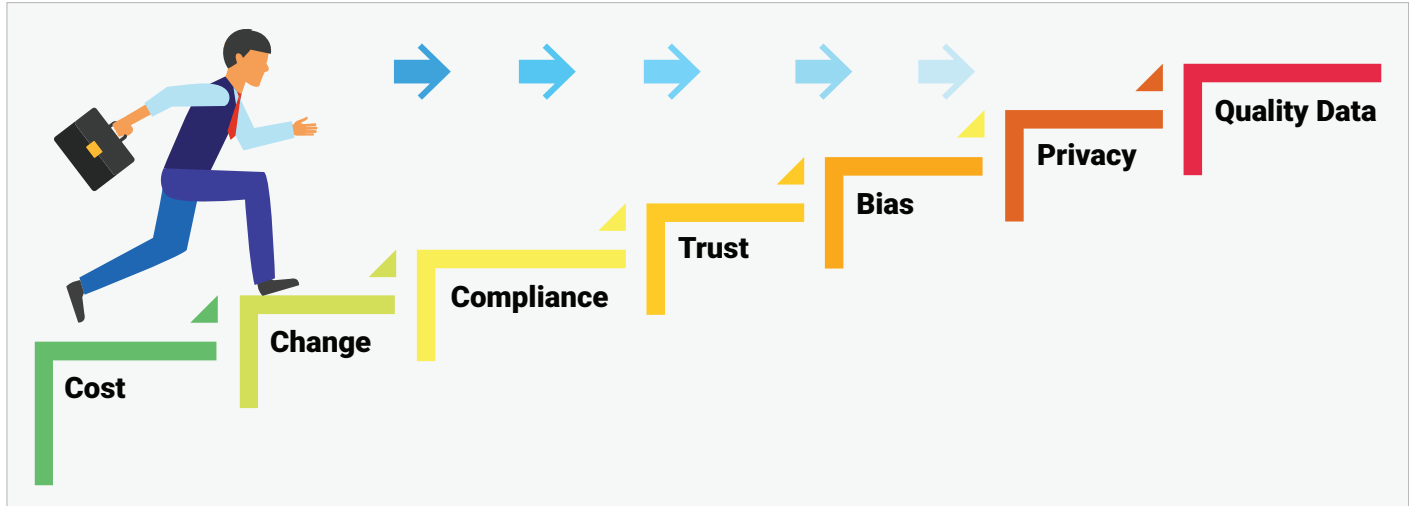 Cost
Change
Compliance
Trust
Bias
Privacy
Quality Data